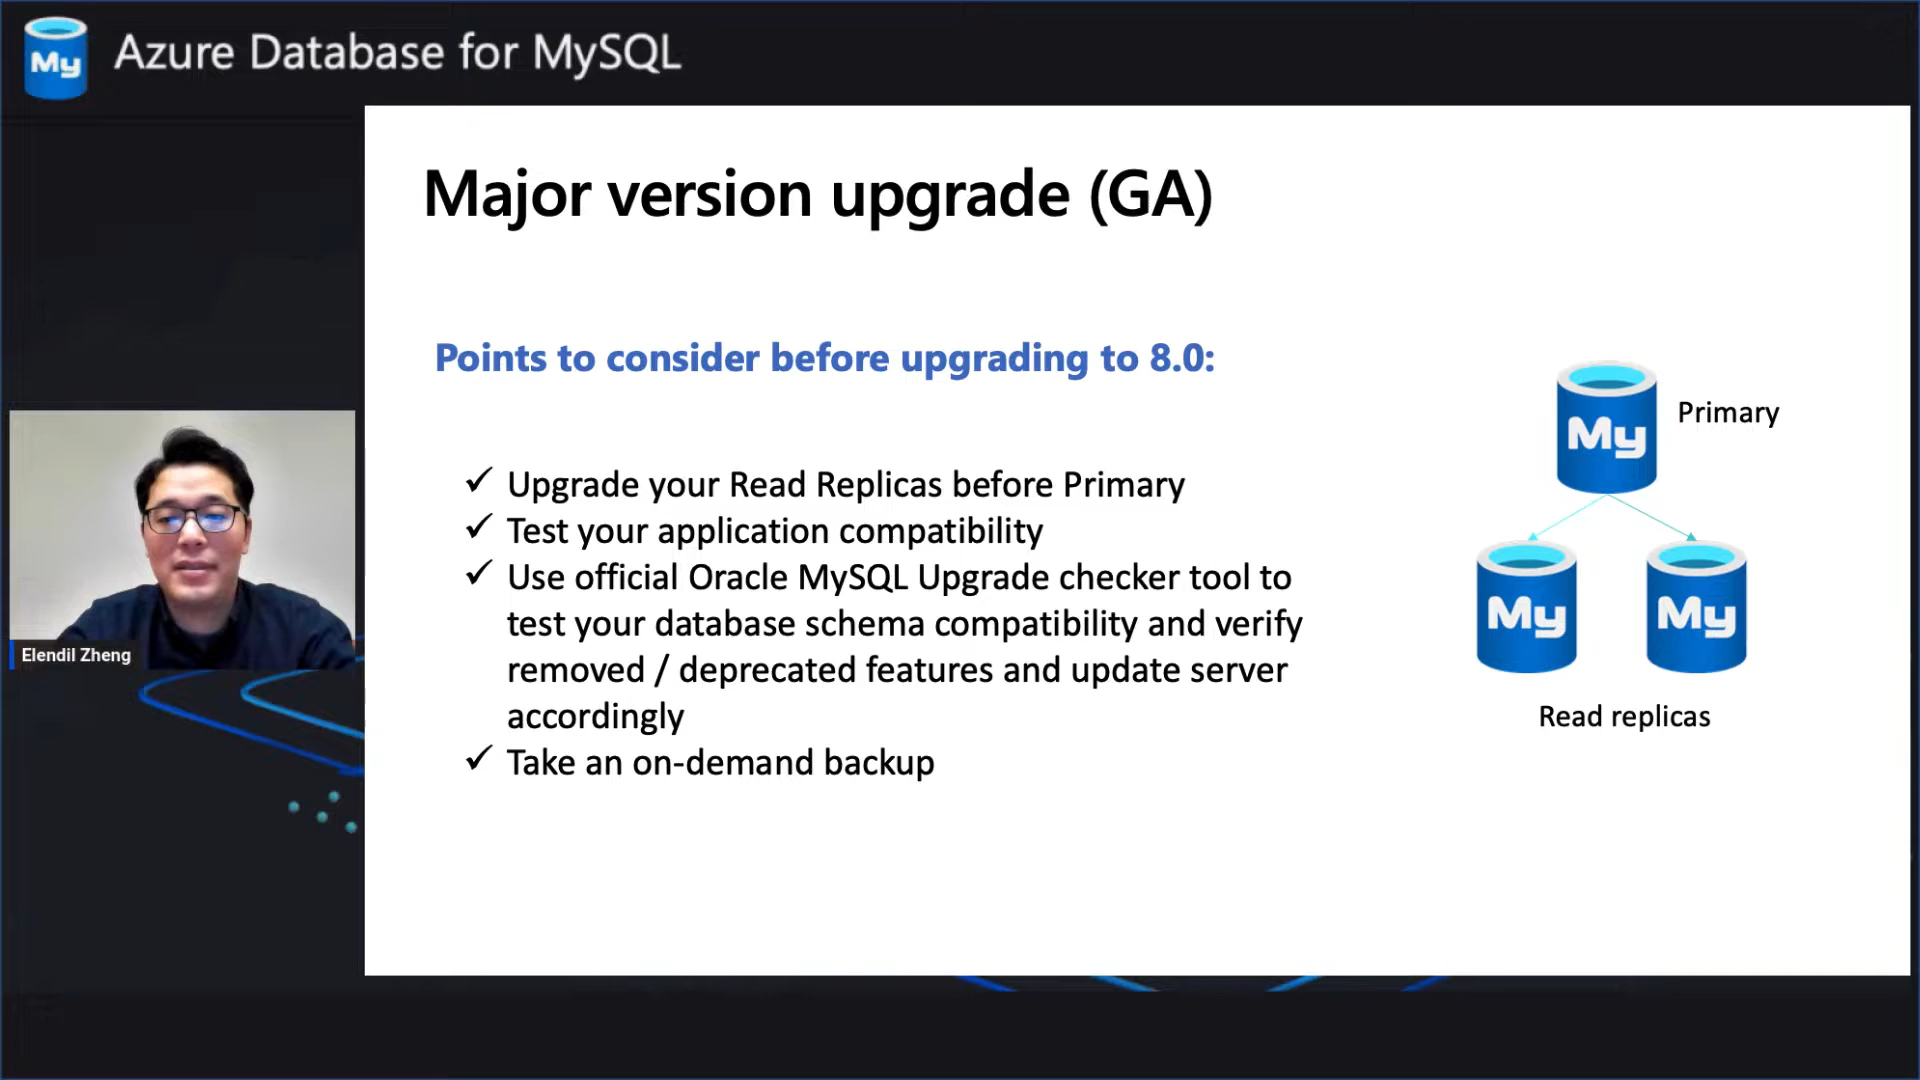 My Azure Database for MySQL
Major version upgrade (GA)
Points to consider before upgrading to 8.0:
✓ Upgrade your Read Replicas before Primary
✓ Test your application compatibility
✓ Use official Oracle MySQL Upgrade checker tool to
test your database schema compatibility and verify
removed / deprecated features and update server
accordingly
✓ Take an on-demand backup
My Primary
My My
Read replicas
Elendil Zheng